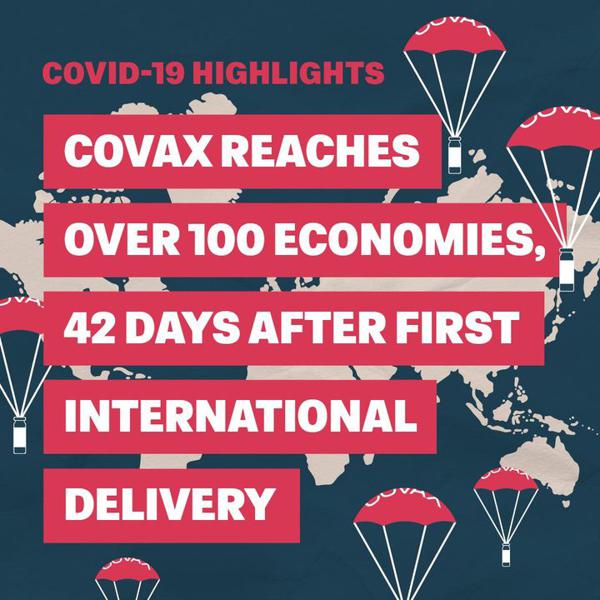 COVID-19 HIGHLIGHTS
COVAX REACHES
OVER 100 ECONOMIES,
42 DAYS AFTER FIRST
INTERNATIONAL
DELIVERY
COVAX
COVAX
COVAX
COVAX
COVAX
COVAX